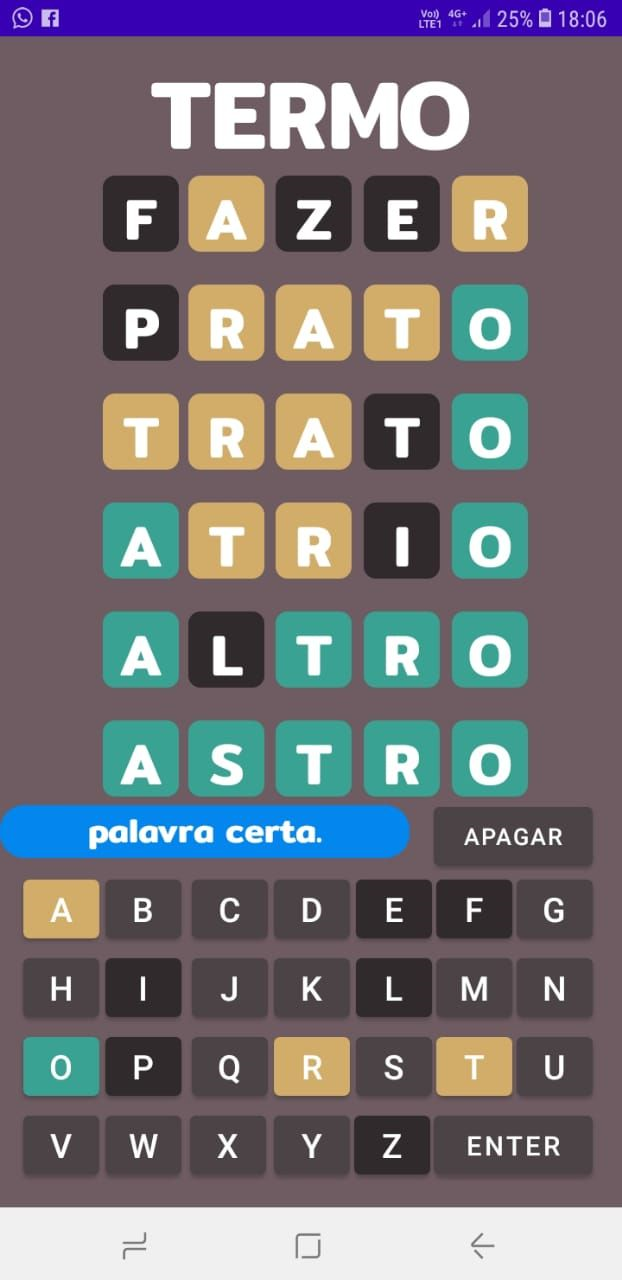 Vo)) 4G+ 25% 18:06
LTE1
TERMO
F A Z E R
P R A T O
T R A T O
A T R I O
A L T R O
A S T R O
palavra certa. APAGAR
A B C D E F G
H I J K L M N
O P Q R S T U
V W X Y Z ENTER